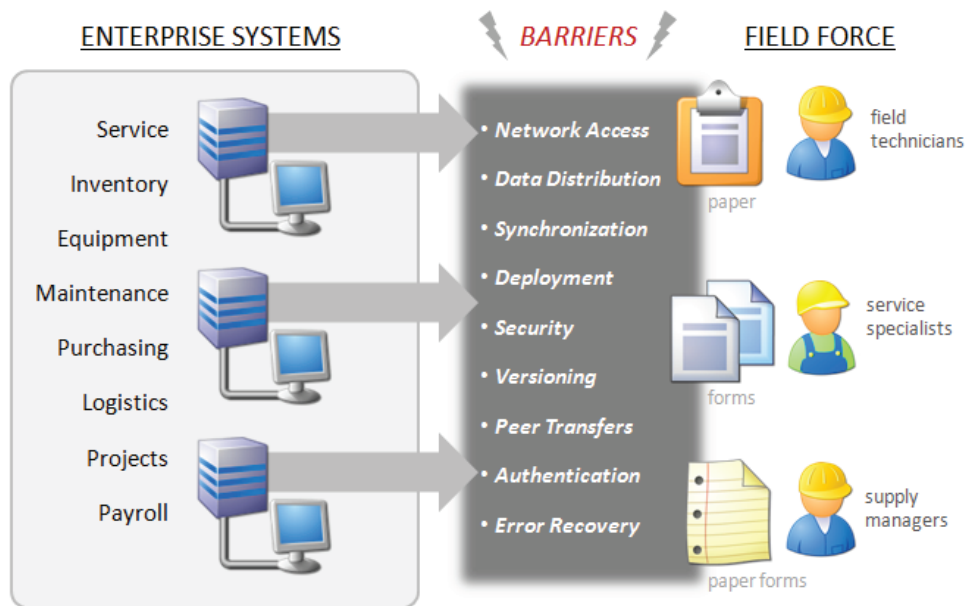 ENTERPRISE SYSTEMS
BARRIERS
FIELD FORCE
Service
Inventory
Equipment
Maintenance
Purchasing
Logistics
Projects
Payroll
• Network Access
• Data Distribution
• Synchronization
• Deployment
• Security
• Versioning
• Peer Transfers
• Authentication
• Error Recovery
paper
field
technicians
forms
service
specialists
paper forms
supply
managers